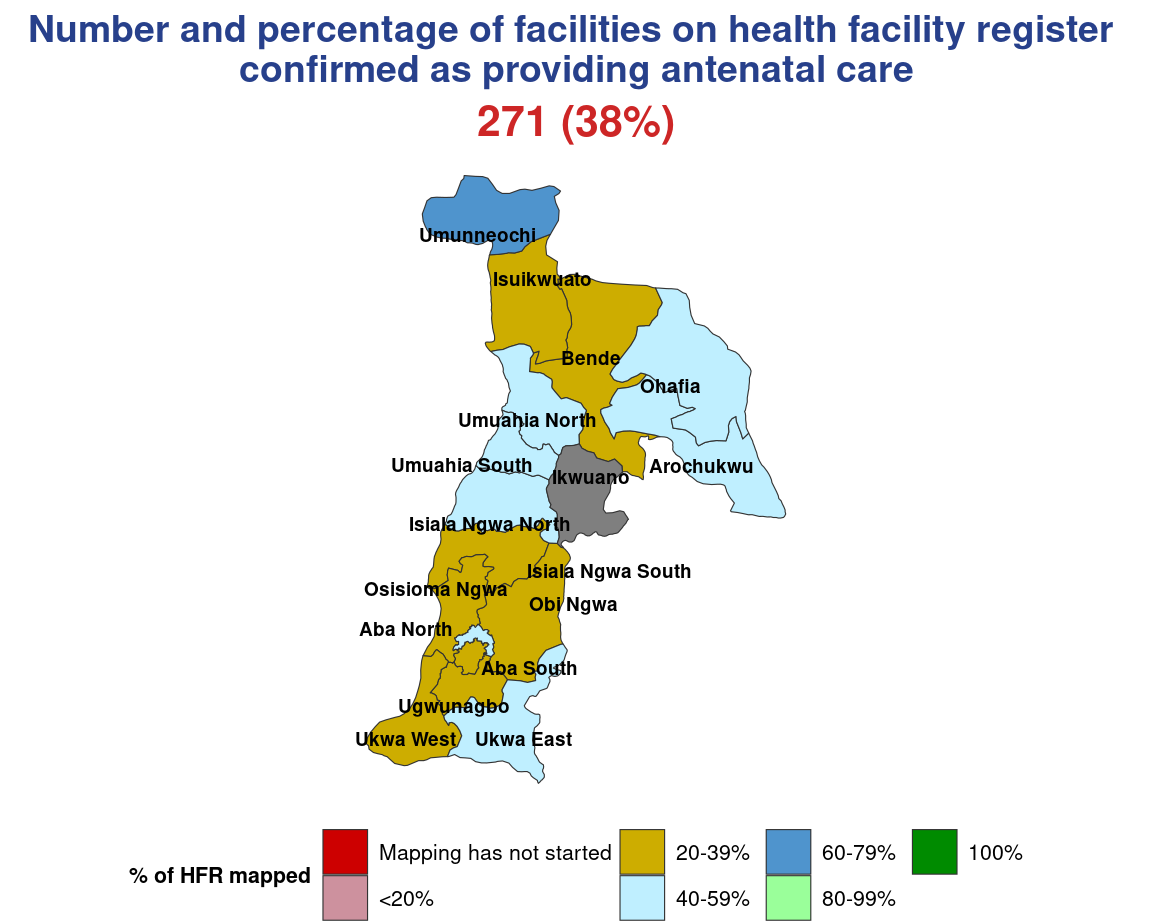 Number and percentage of facilities on health facility register
confirmed as providing antenatal care
271 (38%)
Umunneochi
Isuikwuato
Bende
Ohafia
Umuahia North
Umuahia South
Arochukwu
Ikwuano
Isiala Ngwa North
Isiala Ngwa South
Osisioma Ngwa
Obi Ngwa
Aba North
Aba South
Ugwunagbo
Ukwa West
Ukwa East
% of HFR mapped
Mapping has not started
<20%
20-39%
40-59%
60-79%
80-99%
100%